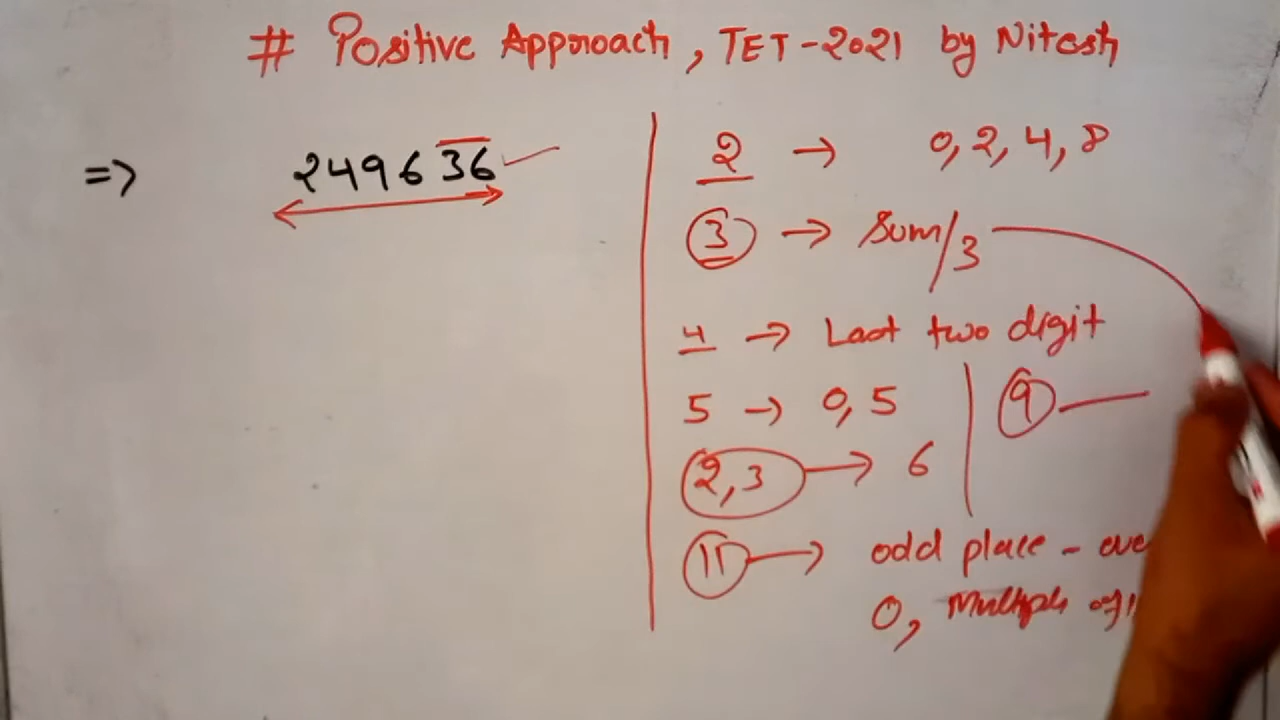 # Positive Approach, TET-2021 by Nitesh
=> 249636
2 → 0, 2, 4, 8
3 → Sum/3
4 → Last two digit
5 → 0, 5
9 —
2, 3 → 6
11 → odd place -
0, Multiple of